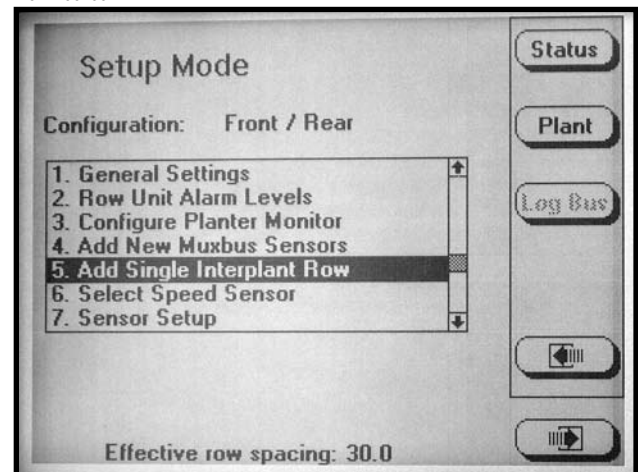 Setup Mode
Configuration: Front / Rear
1. General Settings
2. Row Unit Alarm Levels
3. Configure Planter Monitor
4. Add New Muxbus Sensors
5. Add Single Interplant Row
6. Select Speed Sensor
7. Sensor Setup
Effective row spacing: 30.0
Status
Plant
Log Bus